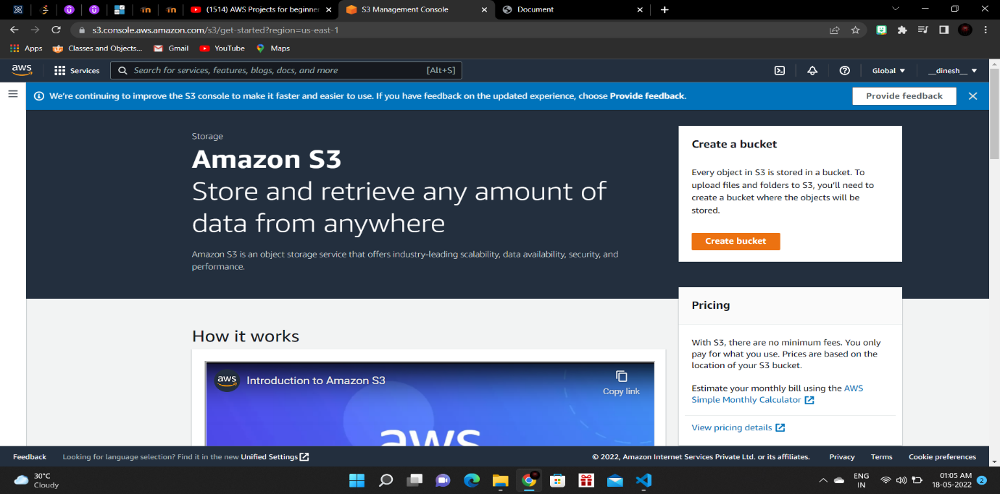 (1514) AWS Projects for beginner
S3 Management Console
Document
s3.console.aws.amazon.com/s3/get-started?region=us-east-1
Apps
Classes and Objects...
Gmail
YouTube
Maps
aws
Services
Search for services, features, blogs, docs, and more
[Alt+S]
Global
__dinesh__
We're continuing to improve the S3 console to make it faster and easier to use. If you have feedback on the updated experience, choose Provide feedback.
Provide feedback
Storage
Amazon S3
Store and retrieve any amount of
data from anywhere
Amazon S3 is an object storage service that offers industry-leading scalability, data availability, security, and
performance.
Create a bucket
Every object in S3 is stored in a bucket. To
upload files and folders to S3, you'll need to
create a bucket where the objects will be
stored.
Create bucket
Pricing
With S3, there are no minimum fees. You only
pay for what you use. Prices are based on the
location of your S3 bucket.
Estimate your monthly bill using the AWS
Simple Monthly Calculator
View pricing details
How it works
aws
Introduction to Amazon S3
Copy link
aws
Feedback
Looking for language selection? Find it in the new Unified Settings
© 2022, Amazon Internet Services Private Ltd. or its affiliates.
Privacy
Terms
Cookie preferences
30°C
Cloudy
ENG
IN
01:05 AM
18-05-2022
2